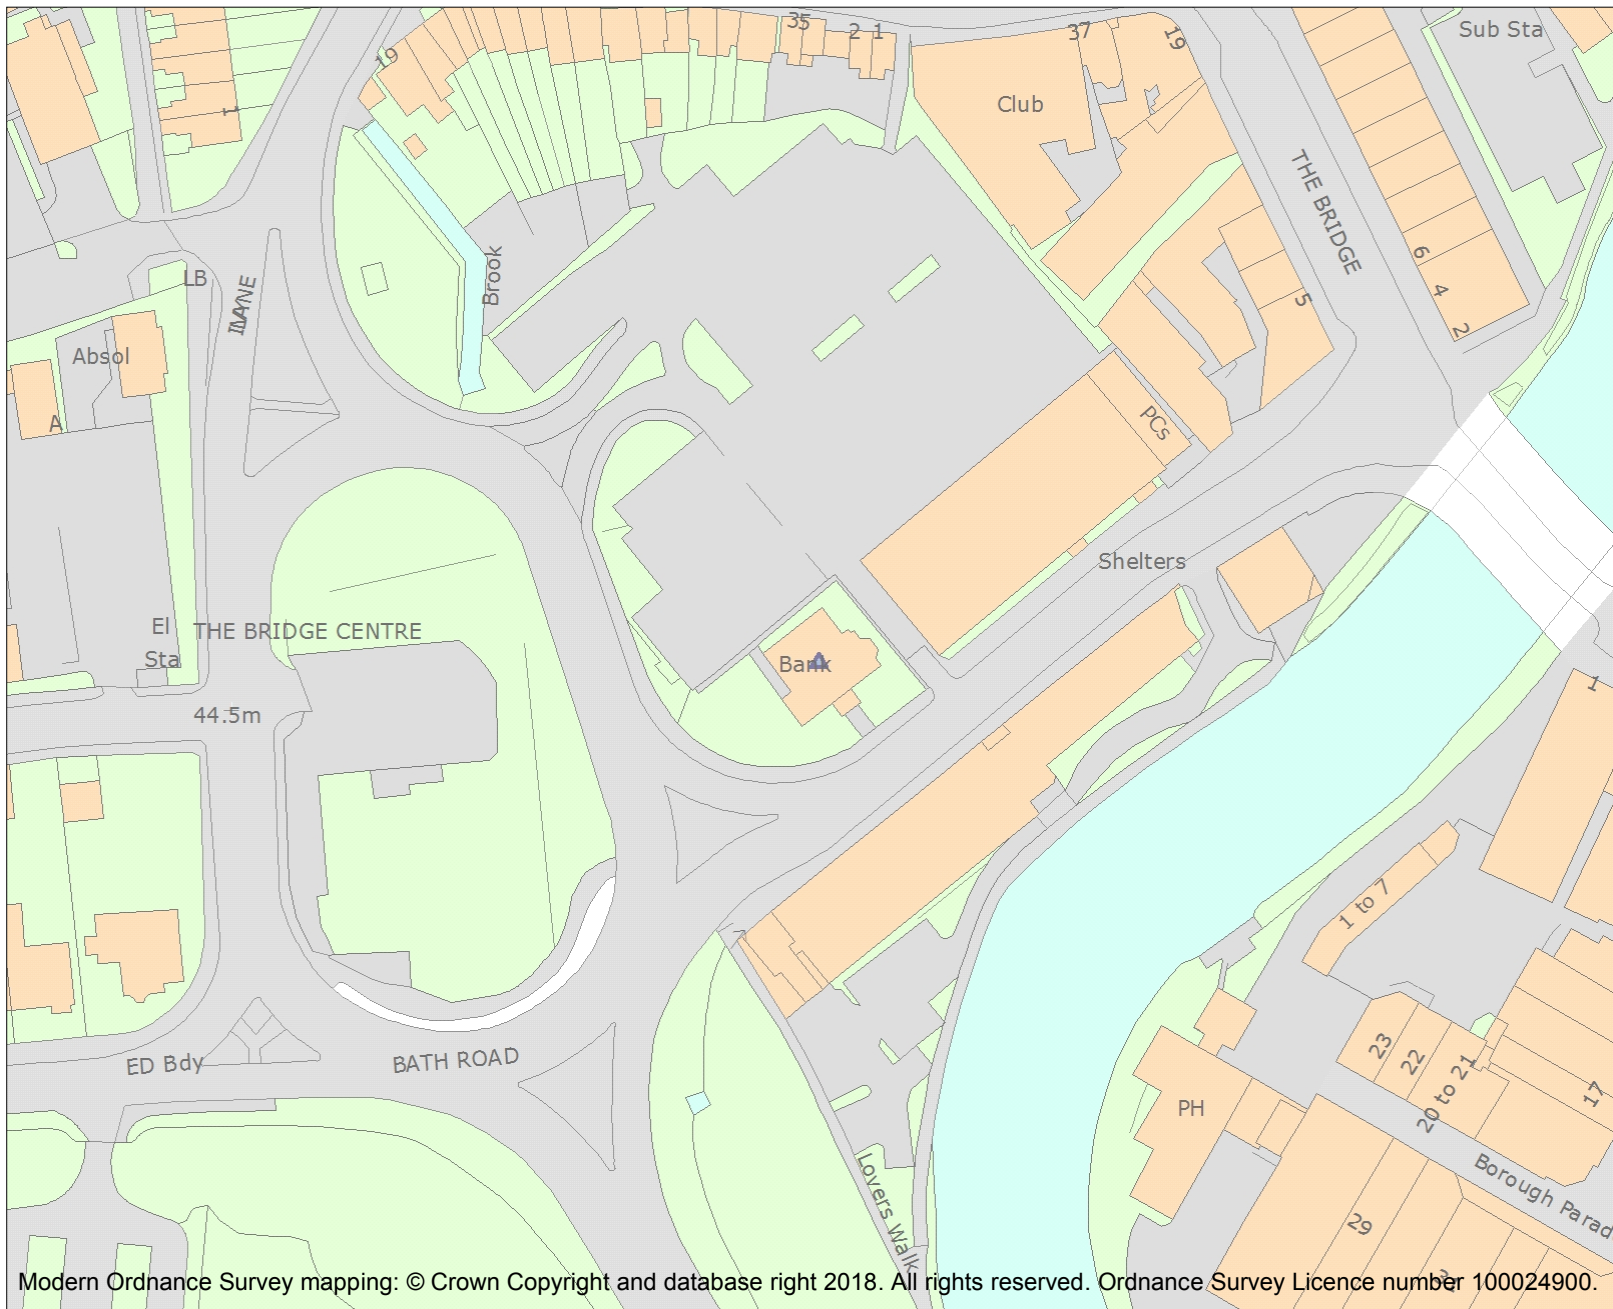 19
35
2
1
37
19
Sub Sta
1
Club
THE BRIDGE
LB
LANE
Brook
6
4
2
5
Absol
A
PCs
Shelters
El
Sta
THE BRIDGE CENTRE
Bank
44.5m
1
1 to 7
1
ED Bdy
BATH ROAD
23
22
20 to 21
17
PH
Lovers Walk
Borough Parad
29
Modern Ordnance Survey mapping: © Crown Copyright and database right 2018. All rights reserved. Ordnance Survey Licence number 100024900.